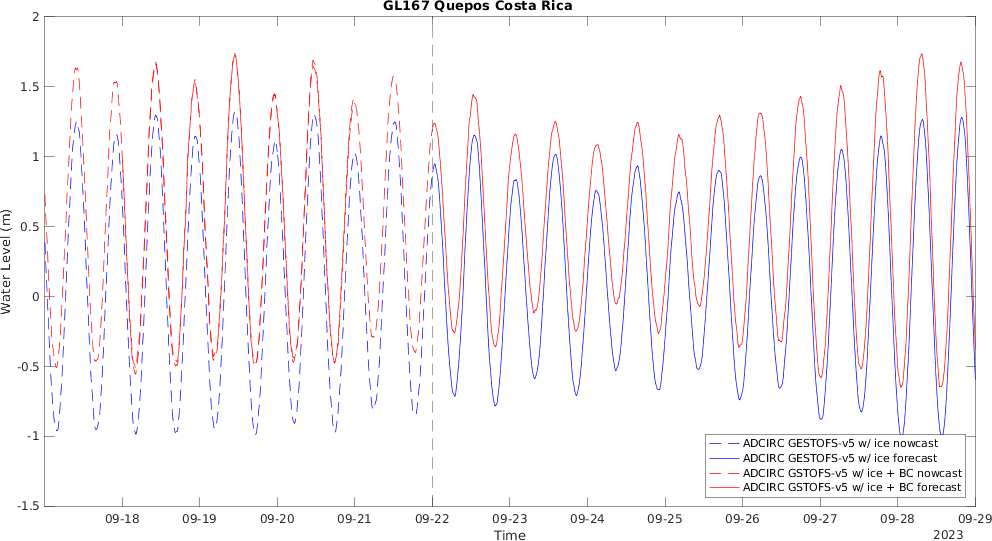 GL167 Quepos Costa Rica
2
1.5
1
0.5
0
-0.5
-1
-1.5
Water Level (m)
09-18 09-19 09-20 09-21 09-22 09-23 09-24 09-25 09-26 09-27 09-28 09-29
Time
2023
ADCIRC GESTOFS-v5 w/ ice nowcast
ADCIRC GESTOFS-v5 w/ ice forecast
ADCIRC GSTOFS-v5 w/ ice + BC nowcast
ADCIRC GSTOFS-v5 w/ ice + BC forecast